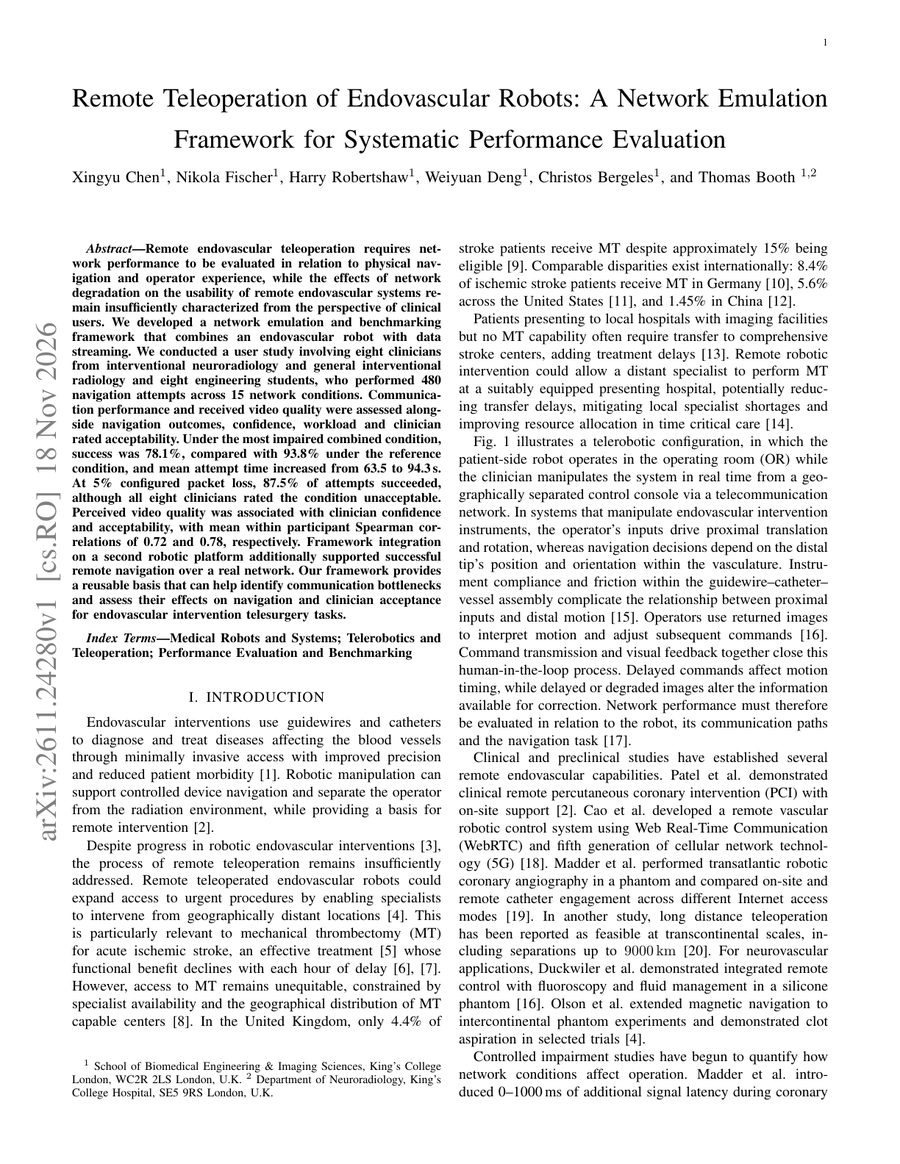 1
Remote Teleoperation of Endovascular Robots: A Network Emulation
Framework for Systematic Performance Evaluation
Xingyu Chen1, Nikola Fischer1, Harry Robertshaw1, Weiyuan Deng1, Christos Bergeles1, and Thomas Booth 1,2
arXiv:2611.24280v1 [cs.RO] 18 Nov 2026
Abstract—Remote endovascular teleoperation requires net-
work performance to be evaluated in relation to physical nav-
igation and operator experience, while the effects of network
degradation on the usability of remote endovascular systems re-
main insufficiently characterized from the perspective of clinical
users. We developed a network emulation and benchmarking
framework that combines an endovascular robot with data
streaming. We conducted a user study involving eight clinicians
from interventional neuroradiology and general interventional
radiology and eight engineering students, who performed 480
navigation attempts across 15 network conditions. Communica-
tion performance and received video quality were assessed along-
side navigation outcomes, confidence, workload and clinician
rated acceptability. Under the most impaired combined condition,
success was 78.1%, compared with 93.8% under the reference
condition, and mean attempt time increased from 63.5 to 94.3 s.
At 5% configured packet loss, 87.5% of attempts succeeded,
although all eight clinicians rated the condition unacceptable.
Perceived video quality was associated with clinician confidence
and acceptability, with mean within participant Spearman cor-
relations of 0.72 and 0.78, respectively. Framework integration
on a second robotic platform additionally supported successful
remote navigation over a real network. Our framework provides
a reusable basis that can help identify communication bottlenecks
and assess their effects on navigation and clinician acceptance
for endovascular intervention telesurgery tasks.
Index Terms—Medical Robots and Systems; Telerobotics and
Teleoperation; Performance Evaluation and Benchmarking
I. INTRODUCTION
Endovascular interventions use guidewires and catheters
to diagnose and treat diseases affecting the blood vessels
through minimally invasive access with improved precision
and reduced patient morbidity [1]. Robotic manipulation can
support controlled device navigation and separate the operator
from the radiation environment, while providing a basis for
remote intervention [2].
Despite progress in robotic endovascular interventions [3],
the process of remote teleoperation remains insufficiently
addressed. Remote teleoperated endovascular robots could
expand access to urgent procedures by enabling specialists
to intervene from geographically distant locations [4]. This
is particularly relevant to mechanical thrombectomy (MT)
for acute ischemic stroke, an effective treatment [5] whose
functional benefit declines with each hour of delay [6], [7].
However, access to MT remains unequitable, constrained by
specialist availability and the geographical distribution of MT
capable centers [8]. In the United Kingdom, only 4.4% of
1 School of Biomedical Engineering & Imaging Sciences, King's College
London, WC2R 2LS London, U.K. 2 Department of Neuroradiology, King's
College Hospital, SE5 9RS London, U.K.
stroke patients receive MT despite approximately 15% being
eligible [9]. Comparable disparities exist internationally: 8.4%
of ischemic stroke patients receive MT in Germany [10], 5.6%
across the United States [11], and 1.45% in China [12].
Patients presenting to local hospitals with imaging facilities
but no MT capability often require transfer to comprehensive
stroke centers, adding treatment delays [13]. Remote robotic
intervention could allow a distant specialist to perform MT
at a suitably equipped presenting hospital, potentially reduc-
ing transfer delays, mitigating local specialist shortages and
improving resource allocation in time critical care [14].
Fig. 1 illustrates a telerobotic configuration, in which the
patient-side robot operates in the operating room (OR) while
the clinician manipulates the system in real time from a geo-
graphically separated control console via a telecommunication
network. In systems that manipulate endovascular intervention
instruments, the operator's inputs drive proximal translation
and rotation, whereas navigation decisions depend on the distal
tip's position and orientation within the vasculature. Instru-
ment compliance and friction within the guidewire–catheter–
vessel assembly complicate the relationship between proximal
inputs and distal motion [15]. Operators use returned images
to interpret motion and adjust subsequent commands [16].
Command transmission and visual feedback together close this
human-in-the-loop process. Delayed commands affect motion
timing, while delayed or degraded images alter the information
available for correction. Network performance must therefore
be evaluated in relation to the robot, its communication paths
and the navigation task [17].
Clinical and preclinical studies have established several
remote endovascular capabilities. Patel et al. demonstrated
clinical remote percutaneous coronary intervention (PCI) with
on-site support [2]. Cao et al. developed a remote vascular
robotic control system using Web Real-Time Communication
(WebRTC) and fifth generation of cellular network technol-
ogy (5G) [18]. Madder et al. performed transatlantic robotic
coronary angiography in a phantom and compared on-site and
remote catheter engagement across different Internet access
modes [19]. In another study, long distance teleoperation
has been reported as feasible at transcontinental scales, in-
cluding separations up to 9000 km [20]. For neurovascular
applications, Duckwiler et al. demonstrated integrated remote
control with fluoroscopy and fluid management in a silicone
phantom [16]. Olson et al. extended magnetic navigation to
intercontinental phantom experiments and demonstrated clot
aspiration in selected trials [4].
Controlled impairment studies have begun to quantify how
network conditions affect operation. Madder et al. intro-
duced 0–1000 ms of additional signal latency during coronary